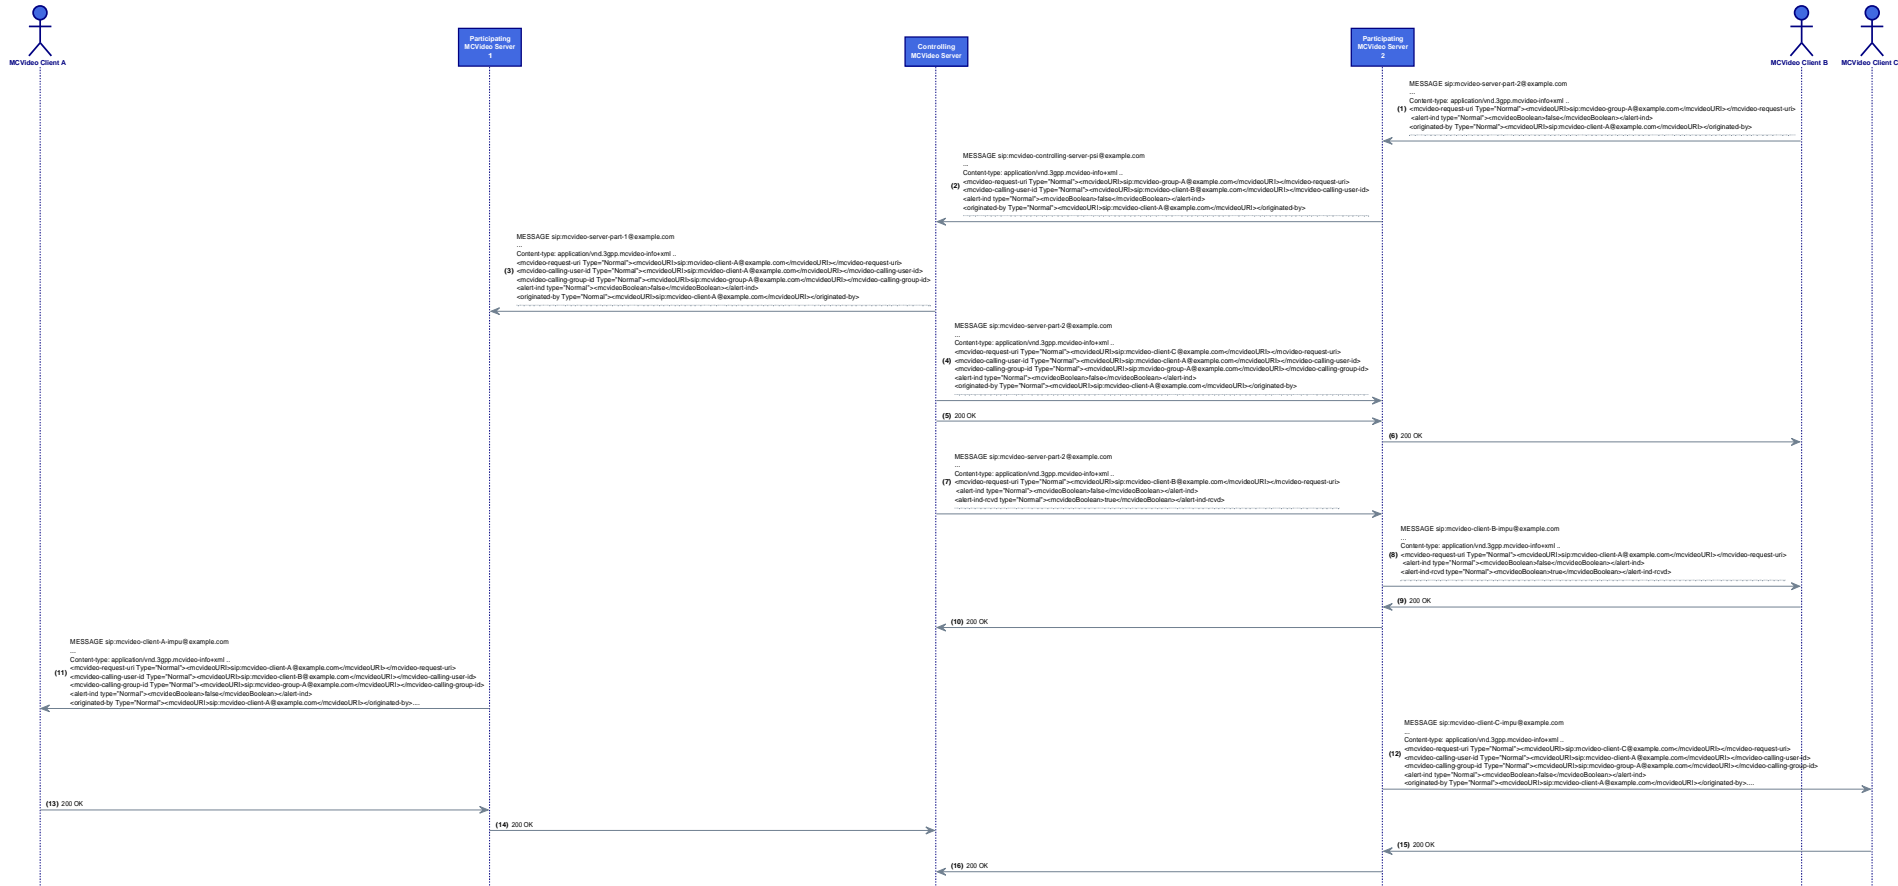 MCVideo Client A
Participating
MCVideo Server
1
Controlling
MCVideo Server
Participating
MCVideo Server
2
MCVideo Client B
MCVideo Client C
MESSAGE sip:mcvideo-server-part-2@example.com
...
Content-type: application/vnd.3gpp.mcvideo-info+xml ..
(1) <mcvideo-request-uri Type="Normal"><mcvideoURI>sip:mcvideo-group-A@example.com</mcvideoURI></mcvideo-request-uri>
<alert-ind Type="Normal"><mcvideoBoolean>false</mcvideoBoolean></alert-ind>
<originated-by Type="Normal"><mcvideoURI>sip:mcvideo-client-A@example.com</mcvideoURI></originated-by>
MESSAGE sip:mcvideo-controlling-server-psi@example.com
...
Content-type: application/vnd.3gpp.mcvideo-info+xml ..
<mcvideo-request-uri Type="Normal"><mcvideoURI>sip:mcvideo-group-A@example.com</mcvideoURI></mcvideo-request-uri>
(2) <mcvideo-calling-user-id Type="Normal"><mcvideoURI>sip:mcvideo-client-B@example.com</mcvideoURI></mcvideo-calling-user-id>
<alert-ind type="Normal"><mcvideoBoolean>false</mcvideoBoolean></alert-ind>
<originated-by Type="Normal"><mcvideoURI>sip:mcvideo-client-A@example.com</mcvideoURI></originated-by>
MESSAGE sip:mcvideo-server-part-1@example.com
...
Content-type: application/vnd.3gpp.mcvideo-info+xml ..
<mcvideo-request-uri Type="Normal"><mcvideoURI>sip:mcvideo-client-A@example.com</mcvideoURI></mcvideo-request-uri>
(3) <mcvideo-calling-user-id Type="Normal"><mcvideoURI>sip:mcvideo-client-A@example.com</mcvideoURI></mcvideo-calling-user-id>
<mcvideo-calling-group-id Type="Normal"><mcvideoURI>sip:mcvideo-group-A@example.com</mcvideoURI></mcvideo-calling-group-id>
<alert-ind type="Normal"><mcvideoBoolean>false</mcvideoBoolean></alert-ind>
<originated-by Type="Normal"><mcvideoURI>sip:mcvideo-client-A@example.com</mcvideoURI></originated-by>
MESSAGE sip:mcvideo-server-part-2@example.com
...
Content-type: application/vnd.3gpp.mcvideo-info+xml ..
<mcvideo-request-uri Type="Normal"><mcvideoURI>sip:mcvideo-client-C@example.com</mcvideoURI></mcvideo-request-uri>
(4) <mcvideo-calling-user-id Type="Normal"><mcvideoURI>sip:mcvideo-client-A@example.com</mcvideoURI></mcvideo-calling-user-id>
<mcvideo-calling-group-id Type="Normal"><mcvideoURI>sip:mcvideo-group-A@example.com</mcvideoURI></mcvideo-calling-group-id>
<alert-ind type="Normal"><mcvideoBoolean>false</mcvideoBoolean></alert-ind>
<originated-by Type="Normal"><mcvideoURI>sip:mcvideo-client-A@example.com</mcvideoURI></originated-by>
(5) 200 OK
(6) 200 OK
MESSAGE sip:mcvideo-server-part-2@example.com
...
Content-type: application/vnd.3gpp.mcvideo-info+xml ..
(7) <mcvideo-request-uri Type="Normal"><mcvideoURI>sip:mcvideo-client-B@example.com</mcvideoURI></mcvideo-request-uri>
<alert-ind type="Normal"><mcvideoBoolean>false</mcvideoBoolean></alert-ind>
<alert-ind-rcvd type="Normal"><mcvideoBoolean>true</mcvideoBoolean></alert-ind-rcvd>
MESSAGE sip:mcvideo-client-B-impu@example.com
...
Content-type: application/vnd.3gpp.mcvideo-info+xml ..
(8) <mcvideo-request-uri Type="Normal"><mcvideoURI>sip:mcvideo-client-A@example.com</mcvideoURI></mcvideo-request-uri>
<alert-ind type="Normal"><mcvideoBoolean>false</mcvideoBoolean></alert-ind>
<alert-ind-rcvd type="Normal"><mcvideoBoolean>true</mcvideoBoolean></alert-ind-rcvd>
(9) 200 OK
(10) 200 OK
MESSAGE sip:mcvideo-client-A-impu@example.com
...
Content-type: application/vnd.3gpp.mcvideo-info+xml ..
<mcvideo-request-uri Type="Normal"><mcvideoURI>sip:mcvideo-client-A@example.com</mcvideoURI></mcvideo-request-uri>
(11) <mcvideo-calling-user-id Type="Normal"><mcvideoURI>sip:mcvideo-client-B@example.com</mcvideoURI></mcvideo-calling-user-id>
<mcvideo-calling-group-id Type="Normal"><mcvideoURI>sip:mcvideo-group-A@example.com</mcvideoURI></mcvideo-calling-group-id>
<alert-ind type="Normal"><mcvideoBoolean>false</mcvideoBoolean></alert-ind>
<originated-by Type="Normal"><mcvideoURI>sip:mcvideo-client-A@example.com</mcvideoURI></originated-by>....
MESSAGE sip:mcvideo-client-C-impu@example.com
...
Content-type: application/vnd.3gpp.mcvideo-info+xml ..
<mcvideo-request-uri Type="Normal"><mcvideoURI>sip:mcvideo-client-C@example.com</mcvideoURI></mcvideo-request-uri>
(12) <mcvideo-calling-user-id Type="Normal"><mcvideoURI>sip:mcvideo-client-A@example.com</mcvideoURI></mcvideo-calling-user-id>
<mcvideo-calling-group-id Type="Normal"><mcvideoURI>sip:mcvideo-group-A@example.com</mcvideoURI></mcvideo-calling-group-id>
<alert-ind type="Normal"><mcvideoBoolean>false</mcvideoBoolean></alert-ind>
<originated-by Type="Normal"><mcvideoURI>sip:mcvideo-client-A@example.com</mcvideoURI></originated-by>....
(13) 200 OK
(14) 200 OK
(15) 200 OK
(16) 200 OK